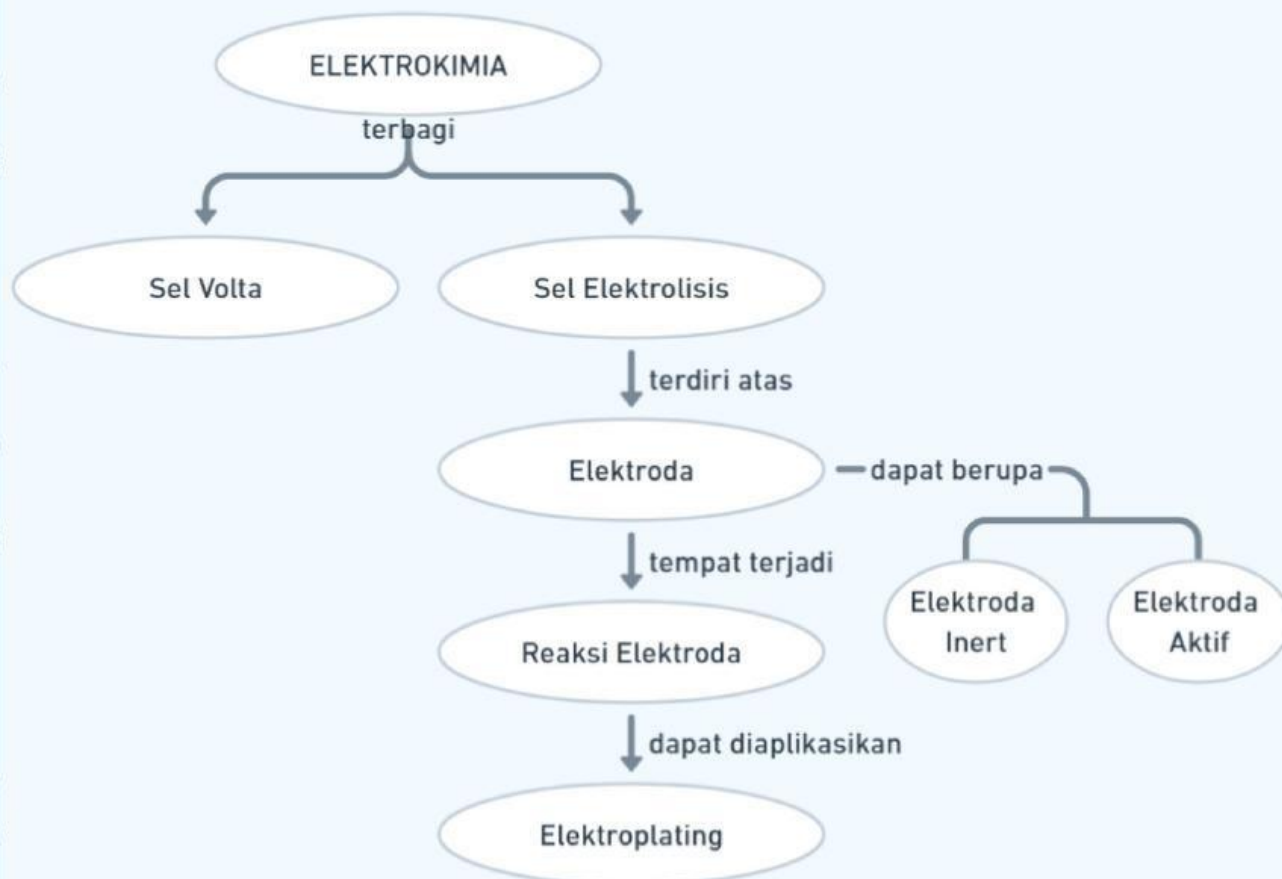 ELEKTROKIMIA
terbagi
Sel Volta
Sel Elektrolisis
terdiri atas
Elektroda
dapat berupa
tempat terjadi
Elektroda
Inert
Elektroda
Aktif
Reaksi Elektroda
dapat diaplikasikan
Elektroplating